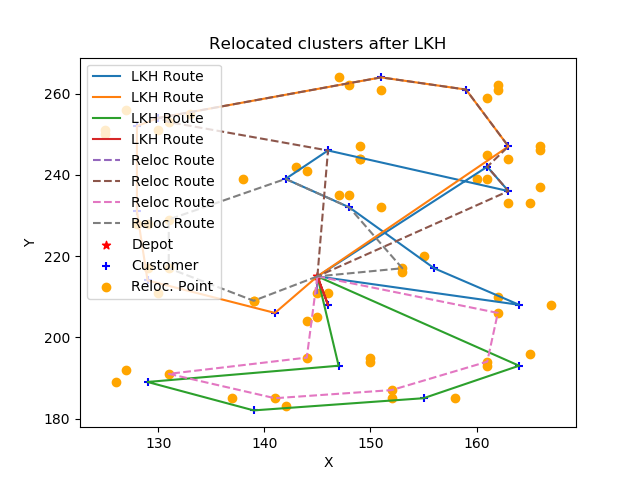 Relocated clusters after LKH
LKH Route
LKH Route
LKH Route
LKH Route
Reloc Route
Reloc Route
Reloc Route
Reloc Route
Depot
Customer
Reloc. Point
260
240
220
200
180
Y
130 140 150 160
X